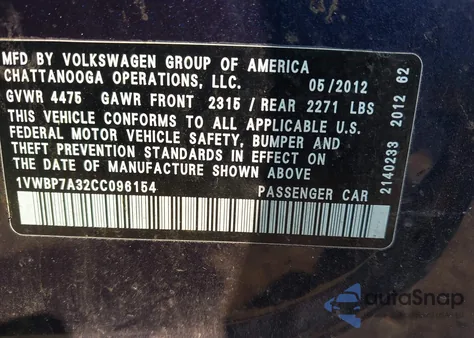 MFD BY VOLKSWAGEN GROUP OF AMERICA
CHATTANOOGA OPERATIONS, LLC. 05/2012
GVWR 4475 GAWR FRONT 2315 / REAR 2271 LBS
THIS VEHICLE CONFORMS TO ALL APPLICABLE U.S.
FEDERAL MOTOR VEHICLE SAFETY, BUMPER AND
THEFT PREVENTION STANDARDS IN EFFECT ON
THE DATE OF MANUFACTURE SHOWN ABOVE
1VWBP7A32CC096154 PASSENGER CAR
2140293 2012 62
autoSnap